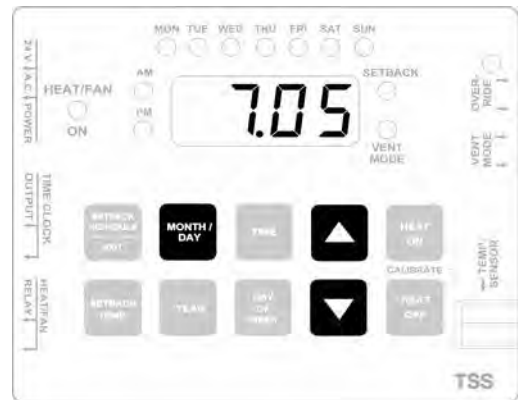 MON TUE WED THU FRI SAT SUN
24 V. A.C. POWER
HEAT/FAN
ON
AM
PM
7.05
SETBACK
VENT
MODE
OVER-
RIDE
VENT
MODE
TIME CLOCK
OUTPUT
SETBACK
SCHEDULE
MONTH /
DAY
TIME
HEAT
ON
CALIBRATE
HEAT/FAN
RELAY
SETBACK
TEMP
YEAR
DAY
OF
WEEK
HEAT
OFF
TEMP.
SENSOR
TSS